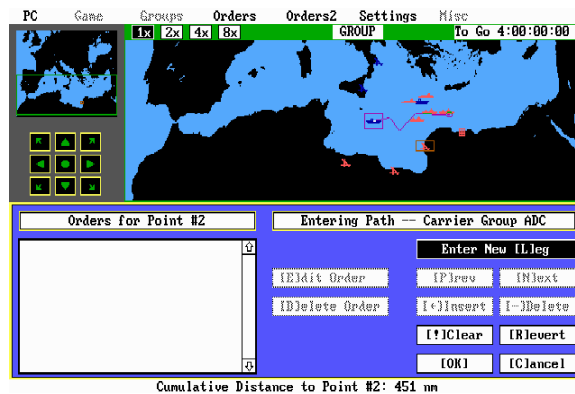 PC Game Groups Orders Orders2 Settings Misc
1x 2x 4x 8x GROUP To Go 4:00:00:00
Orders for Point #2
Entering Path -- Carrier Group ADC
Enter New [L]eg
[E]dit Order [P]rev [N]ext
[D]elete Order [+]Insert [-]Delete
[!]Clear [R]evert
[OK] [C]ancel
Cumulative Distance to Point #2: 451 nm